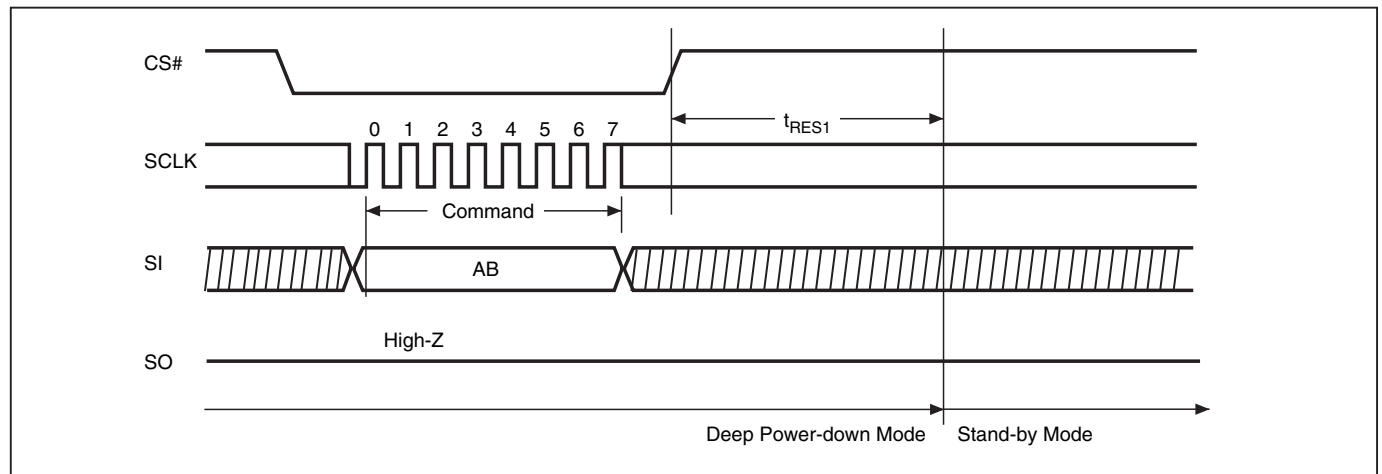 CS#
tRES1
0 1 2 3 4 5 6 7
SCLK
Command
SI
AB
High-Z
SO
Deep Power-down Mode
Stand-by Mode